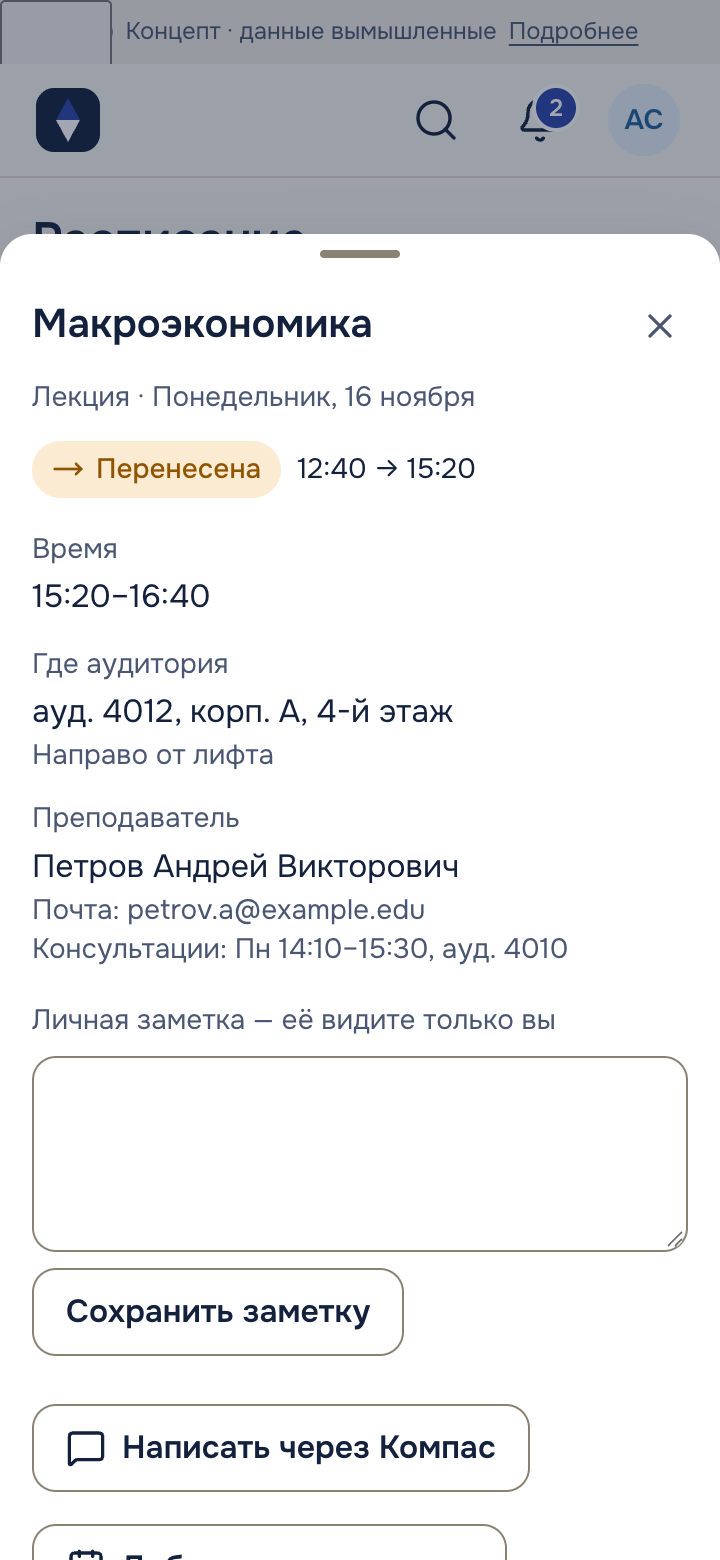 Концепт · данные вымышленные Подробнее
2
АС
Макроэкономика
Лекция · Понедельник, 16 ноября
→ Перенесена 12:40 → 15:20
Время
15:20–16:40
Где аудитория
ауд. 4012, корп. А, 4-й этаж
Направо от лифта
Преподаватель
Петров Андрей Викторович
Почта: petrov.a@example.edu
Консультации: Пн 14:10–15:30, ауд. 4010
Личная заметка — её видите только вы
Сохранить заметку
Написать через Компас